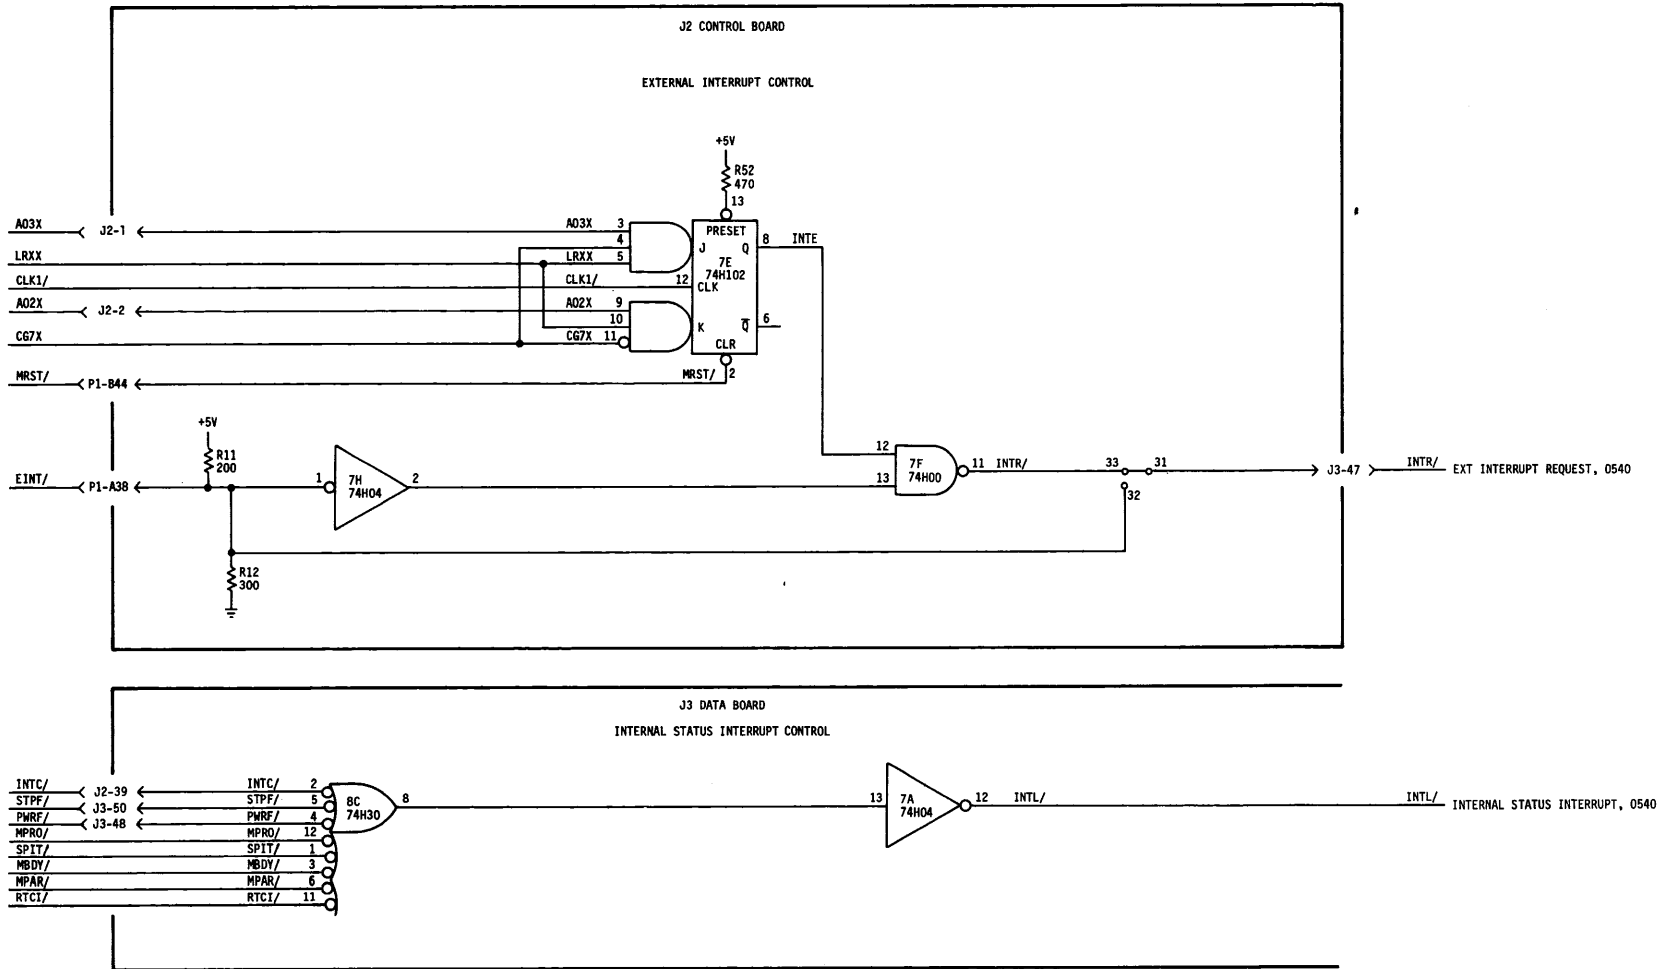 J2 CONTROL BOARD
EXTERNAL INTERRUPT CONTROL
+5V
R52
470
13
A03X J2-1 A03X 3
PRESET
4
J Q 8 INTE
LRXX LRXX 5
7E
74H102
CLK1/ CLK1/ 12 CLK
A02X J2-2 A02X 9
10
K Q 6
CG7X CG7X 11
CLR
MRST/ P1-B44 MRST/ 2
+5V
R11
200
EINT/ P1-A38 1 7H 2
74H04
12
13
7F
74H00
11 INTR/ 33 31 J3-47 INTR/ EXT INTERRUPT REQUEST, 0540
32
R12
300
J3 DATA BOARD
INTERNAL STATUS INTERRUPT CONTROL
INTC/ J2-39 INTC/ 2
STPF/ J3-50 STPF/ 5
PWRF/ J3-48 PWRF/ 4
MPRO/ MPRO/ 12
SPIT/ SPIT/ 1
MBDY/ MBDY/ 3
MPAR/ MPAR/ 6
RTCI/ RTCI/ 11
8C
74H30
8
13 7A 12 INTL/ INTL/ INTERNAL STATUS INTERRUPT, 0540
74H04